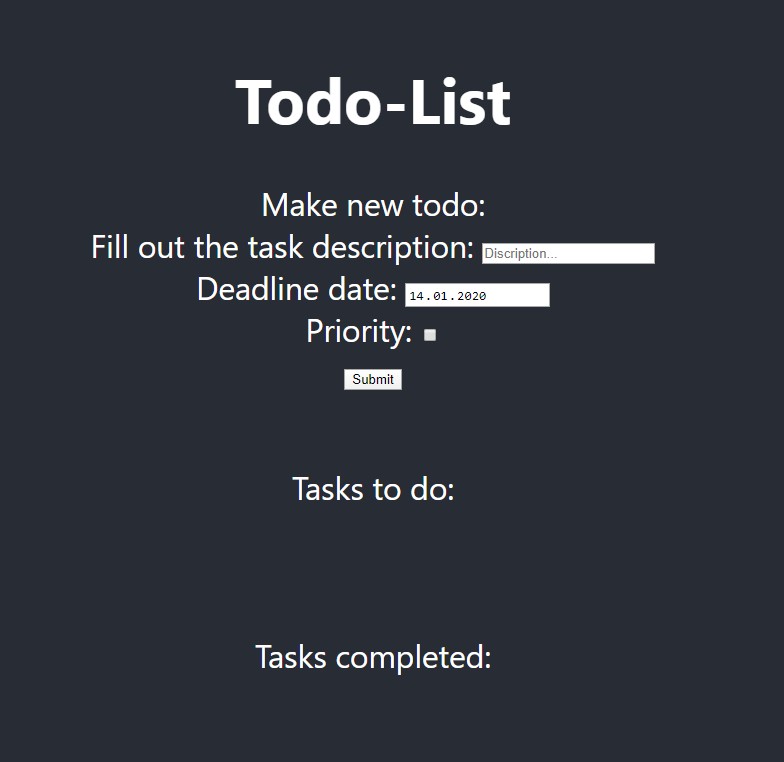 Todo-List
Make new todo:
Fill out the task description: Discription...
Deadline date: 14.01.2020
Priority:
Submit
Tasks to do:
Tasks completed: